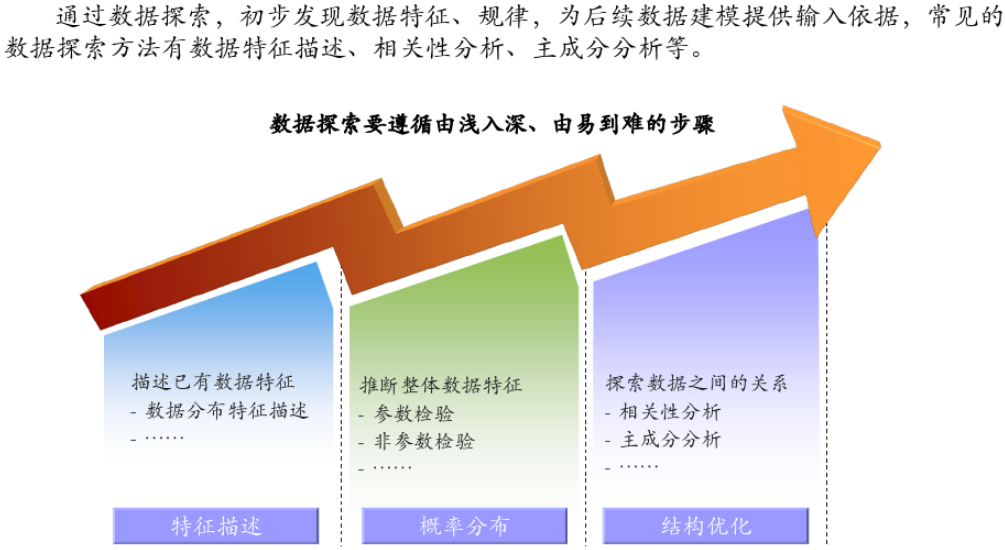 通过数据探索，初步发现数据特征、规律，为后续数据建模提供输入依据，常见的
数据探索方法有数据特征描述、相关性分析、主成分分析等。
数据探索要遵循由浅入深、由易到难的步骤
描述已有数据特征
- 数据分布特征描述
- ……
特征描述
推断整体数据特征
- 参数检验
- 非参数检验
- ……
概率分布
探索数据之间的关系
- 相关性分析
- 主成分分析
- ……
结构优化